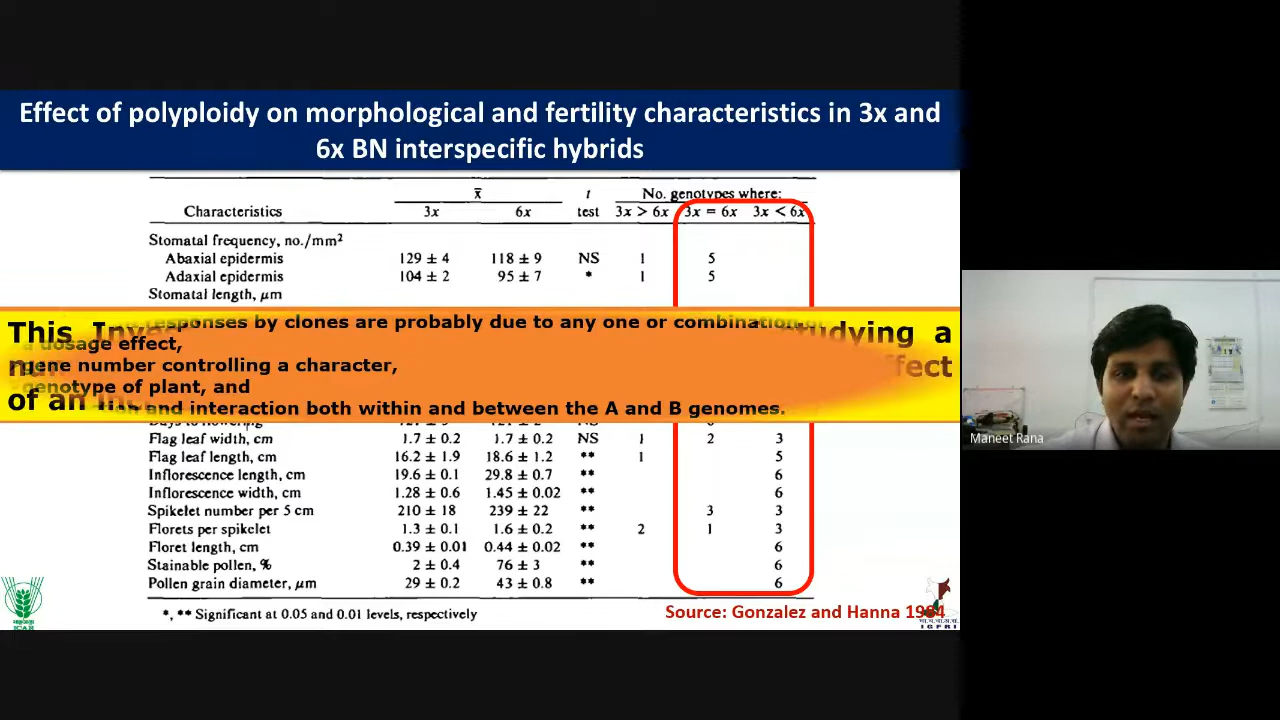 Effect of polyploidy on morphological and fertility characteristics in 3x and
6x BN interspecific hybrids
x̄ t No. genotypes where:
Characteristics 3x 6x test 3x > 6x 3x = 6x 3x < 6x
Stomatal frequency, no./mm²
Abaxial epidermis 129 ± 4 118 ± 9 NS 1 5
Adaxial epidermis 104 ± 2 95 ± 7 * 1 5
Stomatal length, μm
This
responses by clones are probably due to any one or combination
a dosage effect,
gene number controlling a character,
genotype of plant, and
and interaction both within and between the A and B genomes.
studying a
of an
Days to flowering
Flag leaf width, cm 1.7 ± 0.2 1.7 ± 0.2 NS 1 2 3
Flag leaf length, cm 16.2 ± 1.9 18.6 ± 1.2 ** 1 5
Inflorescence length, cm 19.6 ± 0.1 29.8 ± 0.7 ** 6
Inflorescence width, cm 1.28 ± 0.6 1.45 ± 0.02 ** 6
Spikelet number per 5 cm 210 ± 18 239 ± 22 ** 3 3
Florets per spikelet 1.3 ± 0.1 1.6 ± 0.2 ** 2 1 3
Floret length, cm 0.39 ± 0.01 0.44 ± 0.02 ** 6
Stainable pollen, % 2 ± 0.4 76 ± 3 ** 6
Pollen grain diameter, μm 29 ± 0.2 43 ± 0.8 ** 6
*, ** Significant at 0.05 and 0.01 levels, respectively
Source: Gonzalez and Hanna 1984
ICAR
IGFRI
Maneet Rana